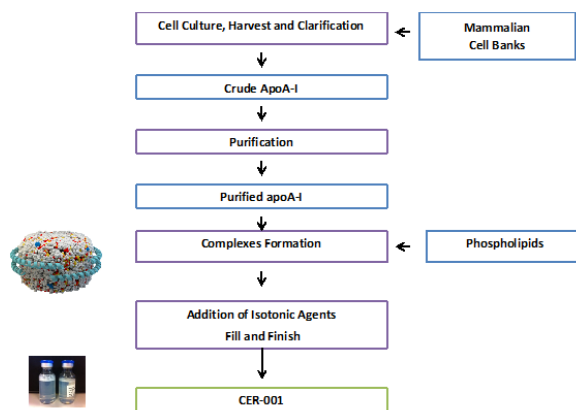 Cell Culture, Harvest and Clarification
Mammalian
Cell Banks
Crude ApoA-I
Purification
Purified apoA-I
Complexes Formation
Phospholipids
Addition of Isotonic Agents
Fill and Finish
CER-001